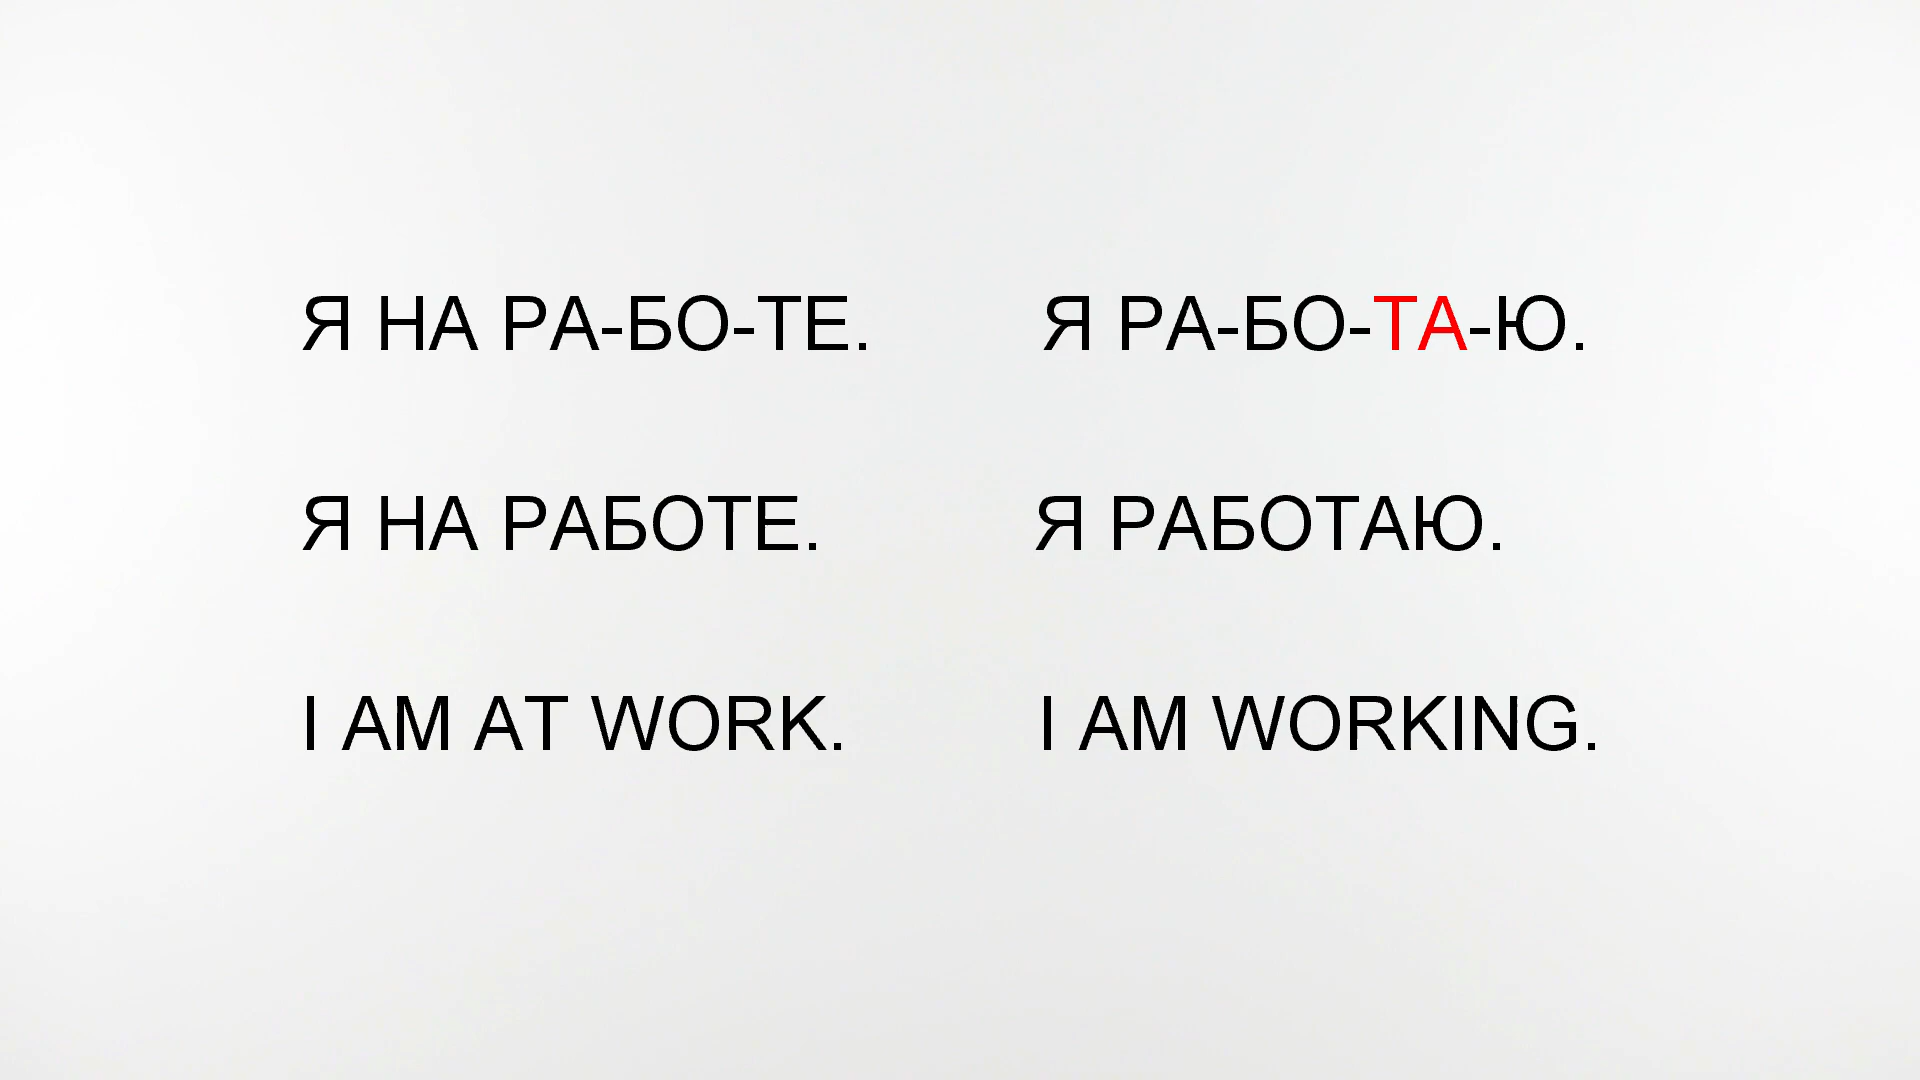 Я НА РА-БО-ТЕ. Я РА-БО-ТА-Ю.
Я НА РАБОТЕ. Я РАБОТАЮ.
I AM AT WORK. I AM WORKING.